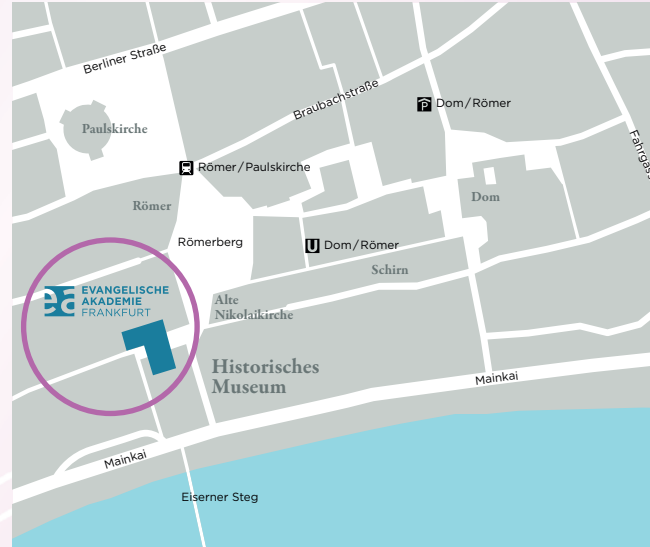 Berliner Straße
Braubachstraße
P
Dom/Römer
Paulskirche
Fahrgass
Römer/Paulskirche
Römer
Dom
Römerberg
U
Dom/Römer
Schirn
ea
EVANGELISCHE
AKADEMIE
FRANKFURT
Alte
Nikolaikirche
Historisches
Museum
Mainkai
Mainkai
Eiserner Steg